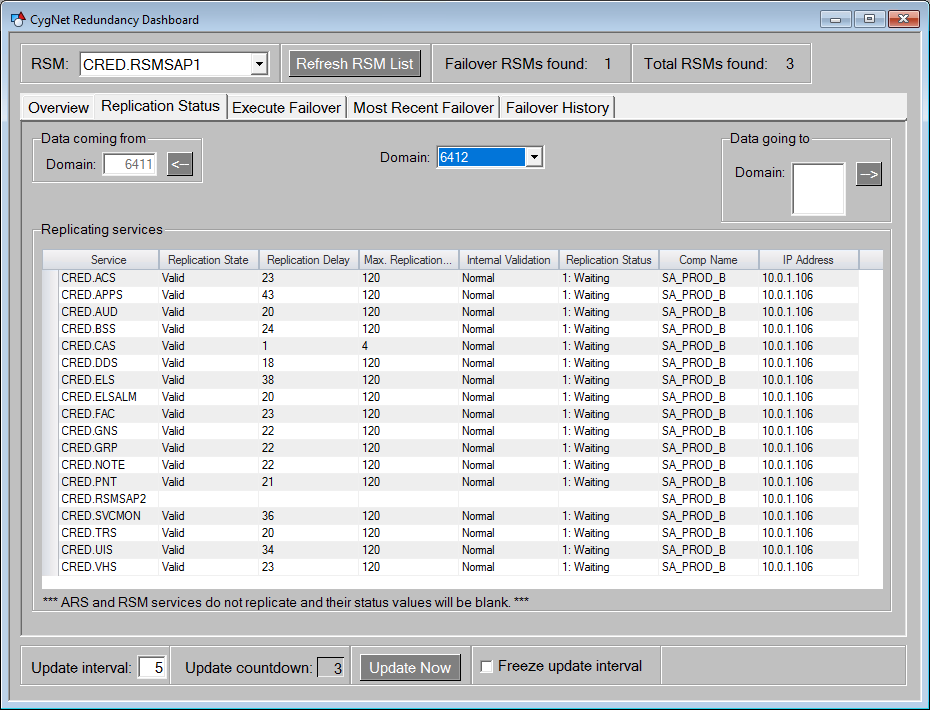 CygNet Redundancy Dashboard
RSM: CRED.RSMSAP1 Refresh RSM List Failover RSMs found: 1 Total RSMs found: 3
Overview Replication Status Execute Failover Most Recent Failover Failover History
Data coming from
Domain: 6411 <--
Domain: 6412
Data going to
Domain: -->
Replicating services
Service Replication State Replication Delay Max. Replication... Internal Validation Replication Status Comp Name IP Address
CRED.ACS Valid 23 120 Normal 1: Waiting SA_PROD_B 10.0.1.106
CRED.APPS Valid 43 120 Normal 1: Waiting SA_PROD_B 10.0.1.106
CRED.AUD Valid 20 120 Normal 1: Waiting SA_PROD_B 10.0.1.106
CRED.BSS Valid 24 120 Normal 1: Waiting SA_PROD_B 10.0.1.106
CRED.CAS Valid 1 4 Normal 1: Waiting SA_PROD_B 10.0.1.106
CRED.DDS Valid 18 120 Normal 1: Waiting SA_PROD_B 10.0.1.106
CRED.ELS Valid 38 120 Normal 1: Waiting SA_PROD_B 10.0.1.106
CRED.ELSALM Valid 20 120 Normal 1: Waiting SA_PROD_B 10.0.1.106
CRED.FAC Valid 23 120 Normal 1: Waiting SA_PROD_B 10.0.1.106
CRED.GNS Valid 22 120 Normal 1: Waiting SA_PROD_B 10.0.1.106
CRED.GRP Valid 22 120 Normal 1: Waiting SA_PROD_B 10.0.1.106
CRED.NOTE Valid 22 120 Normal 1: Waiting SA_PROD_B 10.0.1.106
CRED.PNT Valid 21 120 Normal 1: Waiting SA_PROD_B 10.0.1.106
CRED.RSMSAP2 SA_PROD_B 10.0.1.106
CRED.SVCMON Valid 36 120 Normal 1: Waiting SA_PROD_B 10.0.1.106
CRED.TRS Valid 20 120 Normal 1: Waiting SA_PROD_B 10.0.1.106
CRED.UIS Valid 34 120 Normal 1: Waiting SA_PROD_B 10.0.1.106
CRED.VHS Valid 23 120 Normal 1: Waiting SA_PROD_B 10.0.1.106
*** ARS and RSM services do not replicate and their status values will be blank. ***
Update interval: 5 Update countdown: 3 Update Now Freeze update interval